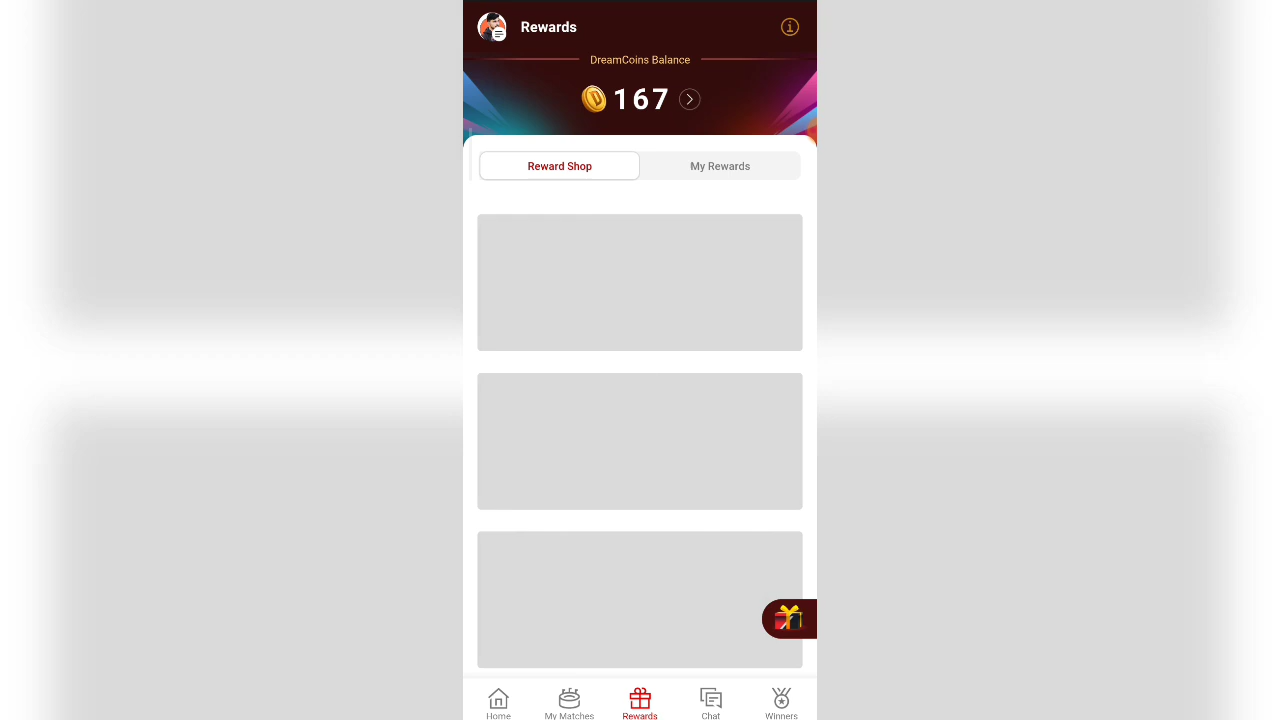 Rewards
DreamCoins Balance
167
Reward Shop
My Rewards
Home
My Matches
Rewards
Chat
Winners